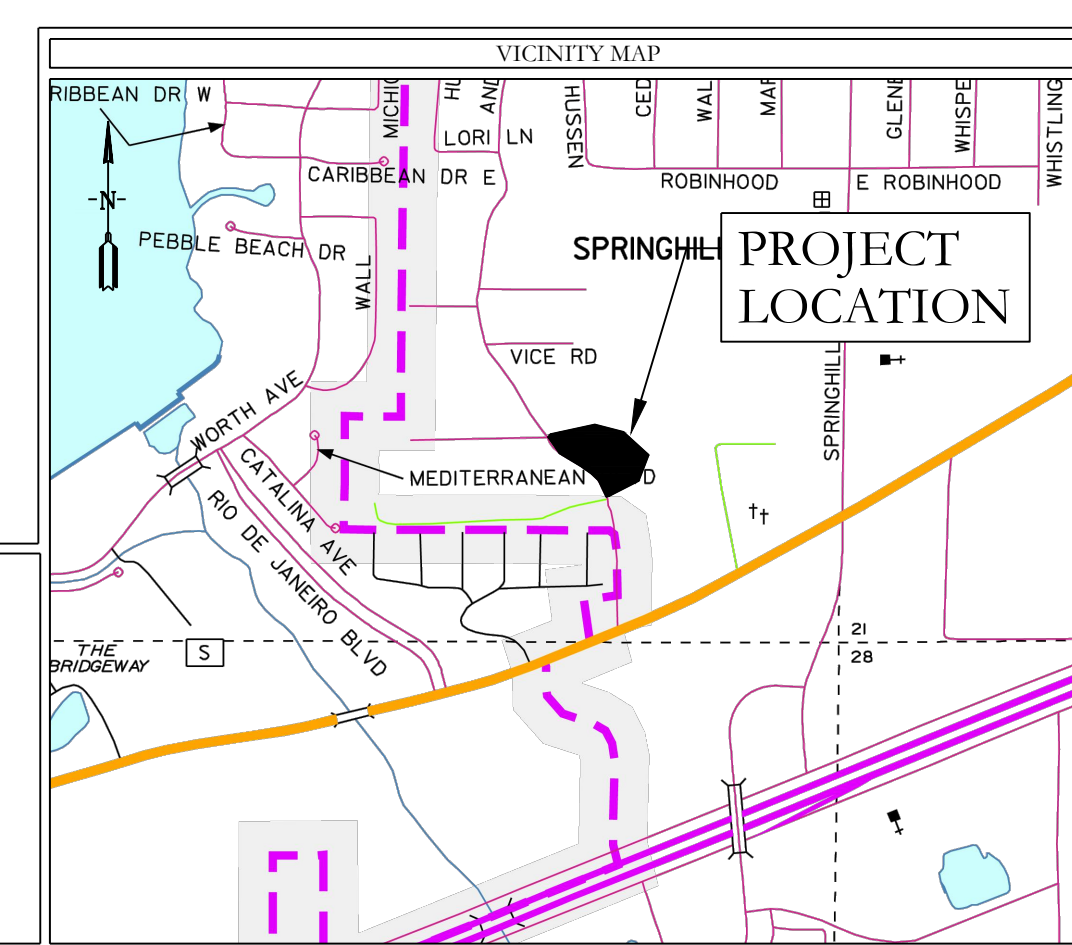 VICINITY MAP
RIBBEAN DR W
MICHIG
HU
AND
LORI LN
HUSSEN
CED
WAL
MAR
GLENE
WHISPE
WHISTLING
CARIBBEAN DR E
ROBINHOOD
E ROBINHOOD
-N-
PEBBLE BEACH DR
WALL
SPRINGHILL
PROJECT
LOCATION
VICE RD
SPRINGHILL
WORTH AVE
CATALINA AVE
MEDITERRANEAN
D
RIO DE JANEIRO BLVD
THE
BRIDGEWAY
S
21
28